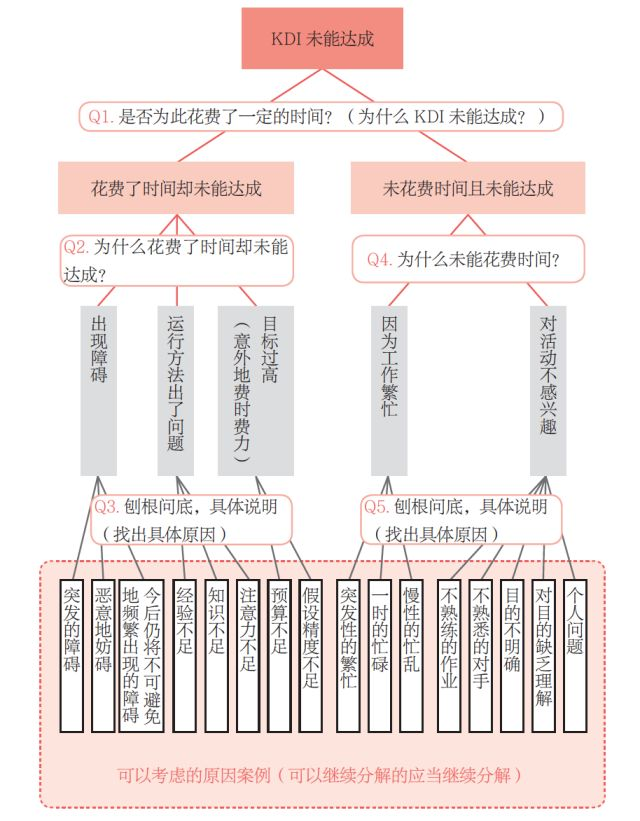 KDI 未能达成
Q1.是否为此花费了一定的时间？（为什么 KDI 未能达成？）
花费了时间却未能达成
未花费时间且未能达成
Q2.为什么花费了时间却未能
达成？
Q4.为什么未能花费时间？
出现障碍
运行方法出了问题
目标过高
（意外地费时费力）
因为工作繁忙
对活动不感兴趣
Q3.刨根问底，具体说明
（找出具体原因）
Q5.刨根问底，具体说明
（找出具体原因）
突发的障碍
恶意地妨碍
今后仍将不可避免
地频繁出现的障碍
经验不足
知识不足
注意力不足
预算不足
假设精度不足
突发性的繁忙
一时的忙碌
慢性的忙乱
不熟练的作业
不熟悉的对手
目的不明确
对目的缺乏理解
个人问题
可以考虑的原因案例（可以继续分解的应当继续分解）